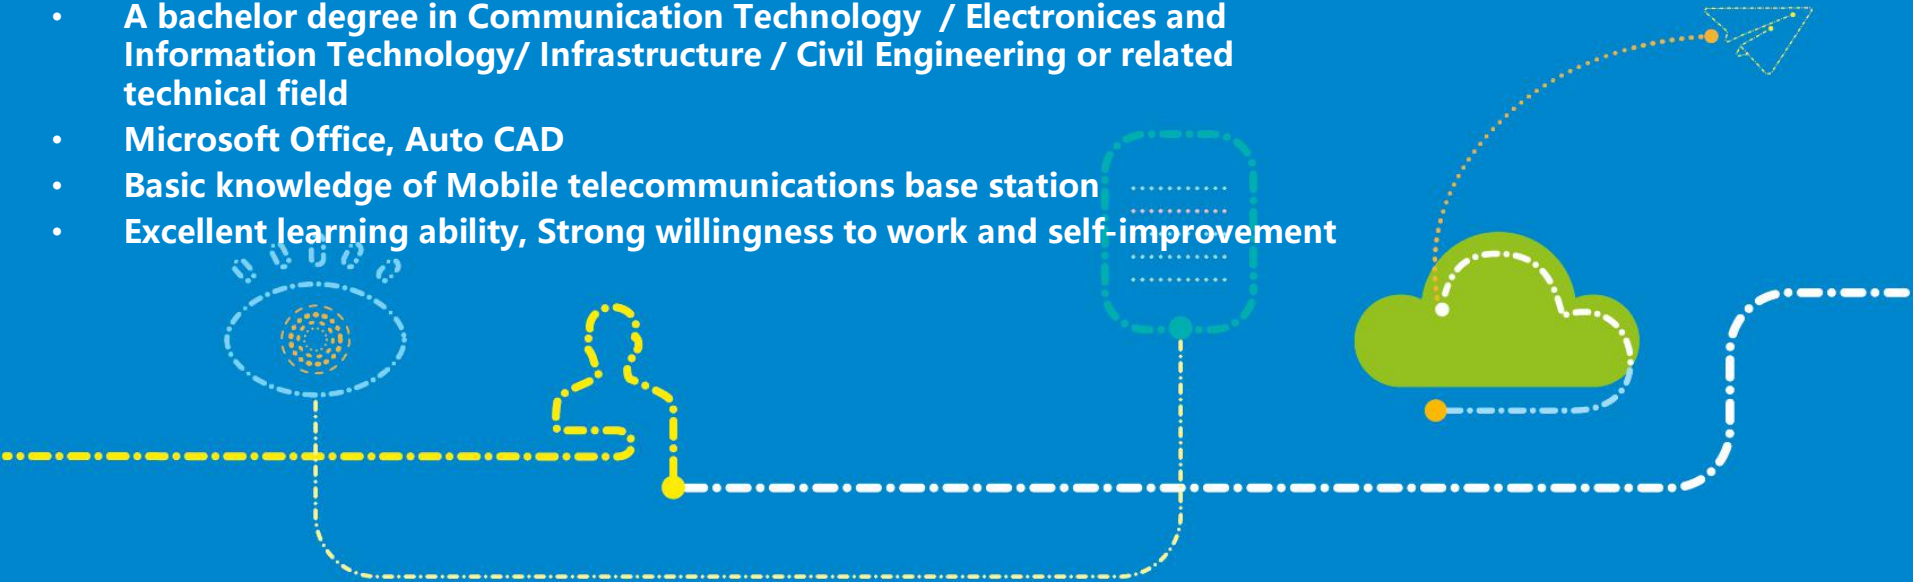 • A bachelor degree in Communication Technology / Electronices and
Information Technology/ Infrastructure / Civil Engineering or related
technical field
• Microsoft Office, Auto CAD
• Basic knowledge of Mobile telecommunications base station
• Excellent learning ability, Strong willingness to work and self-improvement